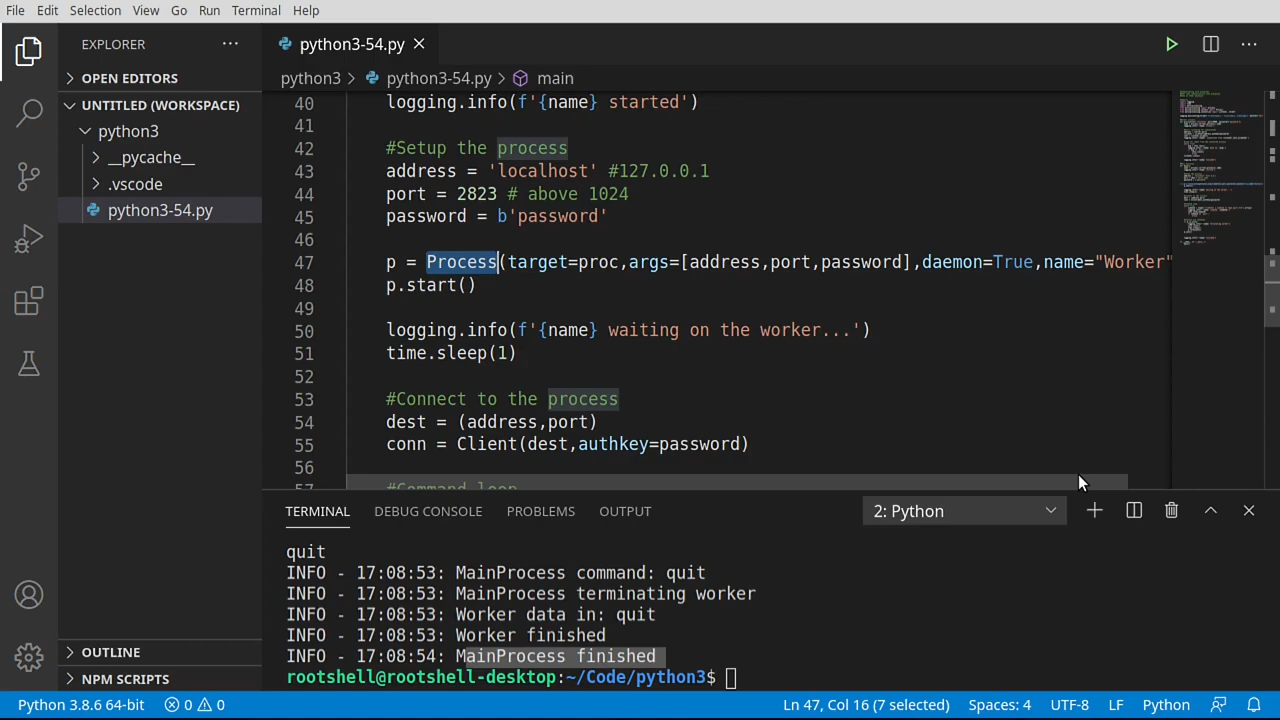 File Edit Selection View Go Run Terminal Help
EXPLORER
python3-54.py
OPEN EDITORS
python3 > python3-54.py > main
UNTITLED (WORKSPACE)
python3
__pycache__
.vscode
python3-54.py
40 logging.info(f'{name} started')
41
42 #Setup the process
43 address = 'localhost' #127.0.0.1
44 port = 2823 # above 1024
45 password = b'password'
46
47 p = Process(target=proc,args=[address,port,password],daemon=True,name="Worker"
48 p.start()
49
50 logging.info(f'{name} waiting on the worker...')
51 time.sleep(1)
52
53 #Connect to the process
54 dest = (address,port)
55 conn = Client(dest,authkey=password)
56
57 #Command loop
TERMINAL DEBUG CONSOLE PROBLEMS OUTPUT 2: Python
quit
INFO - 17:08:53: MainProcess command: quit
INFO - 17:08:53: MainProcess terminating worker
INFO - 17:08:53: Worker data in: quit
INFO - 17:08:53: Worker finished
INFO - 17:08:54: MainProcess finished
rootshell@rootshell-desktop:~/Code/python3$
OUTLINE
NPM SCRIPTS
Python 3.8.6 64-bit 0 0 Ln 47, Col 16 (7 selected) Spaces: 4 UTF-8 LF Python